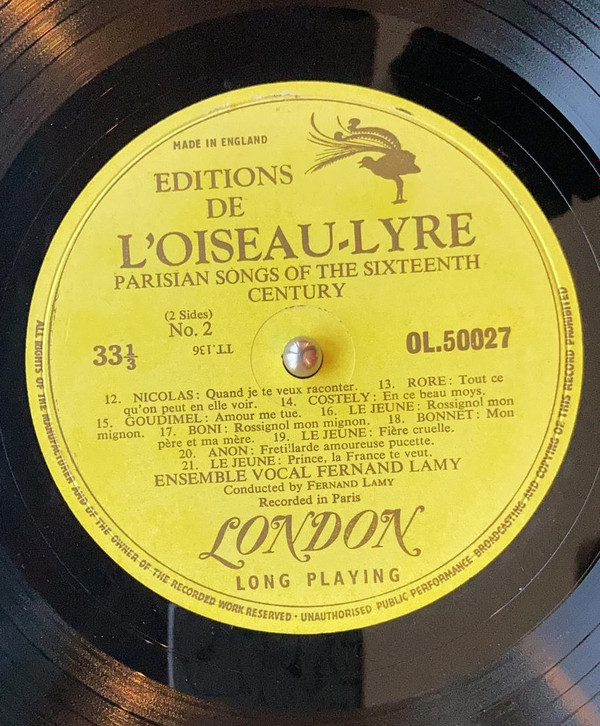 MADE IN ENGLAND
EDITIONS
DE
L'OISEAU-LYRE
PARISIAN SONGS OF THE SIXTEENTH
CENTURY
(2 Sides)
No. 2
TT.136
33⅓
OL.50027
12. NICOLAS: Quand je te veux raconter. 13. RORE: Tout ce
qu'on peut en elle voir. 14. COSTELY: En ce beau moys.
15. GOUDIMEL: Amour me tue. 16. LE JEUNE: Rossignol mon
mignon. 17. BONI: Rossignol mon mignon. 18. BONNET: Mon
père et ma mère. 19. LE JEUNE: Fière cruelle.
20. ANON: Fretillarde amoureuse pucette.
21. LE JEUNE: Prince, la France te veut.
ENSEMBLE VOCAL FERNAND LAMY
Conducted by FERNAND LAMY
Recorded in Paris
LONDON
LONG PLAYING
ALL RIGHTS OF THE MANUFACTURER AND OF THE OWNER OF THE RECORDED WORK RESERVED · UNAUTHORISED PUBLIC PERFORMANCE·BROADCASTING AND COPYING OF THIS RECORD PROHIBITED